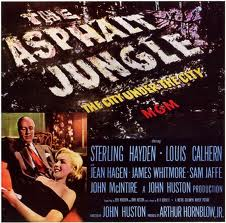 THE
ASPHALT
JUNGLE
THE CITY UNDER THE CITY
M-G-M
starring
STERLING HAYDEN • LOUIS CALHERN
JEAN HAGEN • JAMES WHITMORE • SAM JAFFE
JOHN McINTIRE • A JOHN HUSTON PRODUCTION
JOHN HUSTON
ARTHUR HORNBLOW, JR.